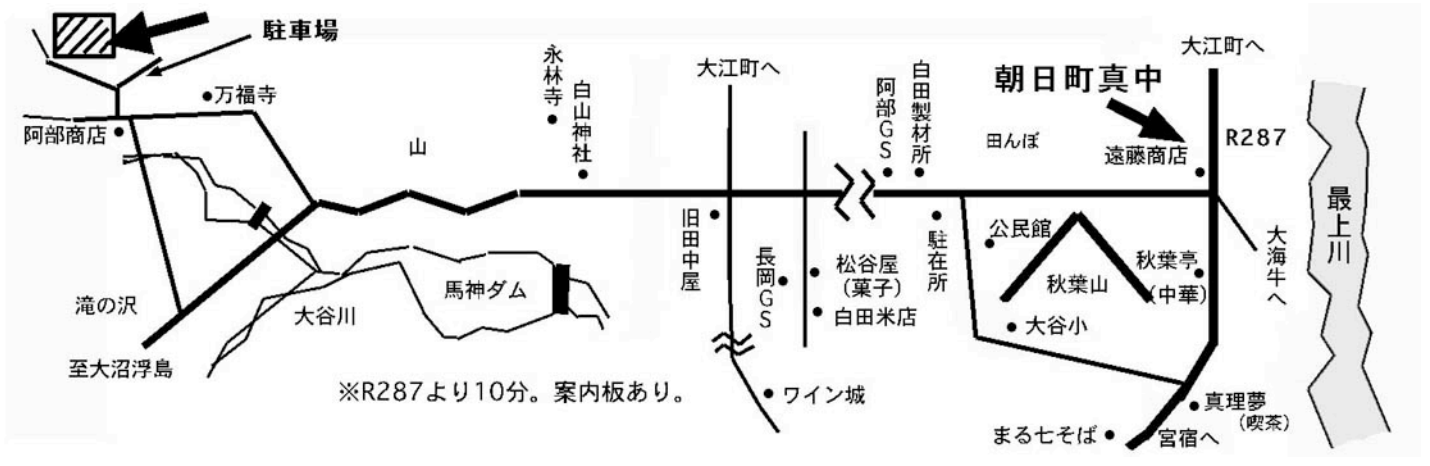 駐車場
万福寺
阿部商店
滝の沢
至大沼浮島
大谷川
山
馬神ダム
永林寺
白山神社
大江町へ
旧田中屋
長岡GS
松谷屋
(菓子)
白田米店
ワイン城
※R287より10分。案内板あり。
阿部GS
白田製材所
駐在所
田んぼ
朝日町真中
遠藤商店
大江町へ
R287
公民館
秋葉山
秋葉亭
(中華)
大谷小
大海牛へ
最上川
真理夢
(喫茶)
まる七そば
宮宿へ